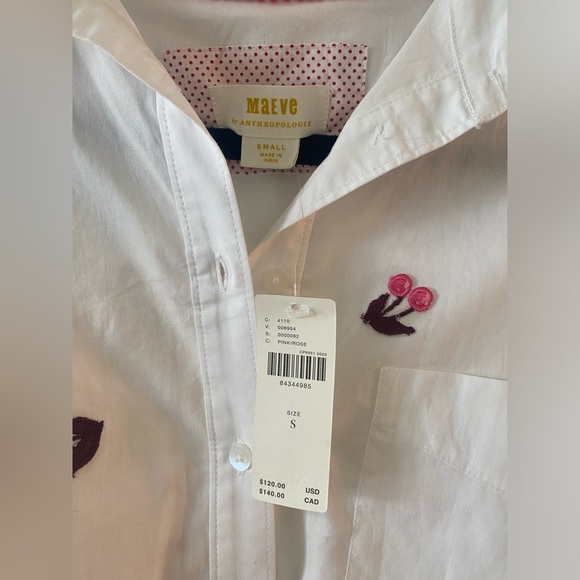 MAEVE
by ANTHROPOLOGIE
SMALL
MADE IN
INDIA
C: 4110
V: 008954
S: 0000092
C: PINK/ROSE
84344985
SIZE
S
$120.00 USD
$140.00 CAD